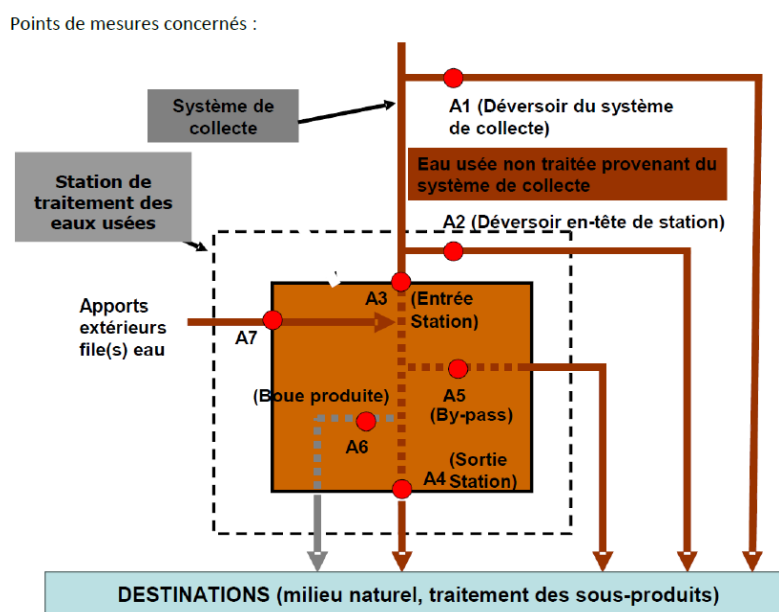 Points de mesures concernés :
Système de
collecte
A1 (Déversoir du système
de collecte)
Eau usée non traitée provenant du
système de collecte
Station de
traitement des
eaux usées
A2 (Déversoir en-tête de station)
A3
(Entrée
Station)
Apports
extérieurs
file(s) eau
A7
(Boue produite)
A5
(By-pass)
A6
(Sortie
Station)
A4
DESTINATIONS (milieu naturel, traitement des sous-produits)